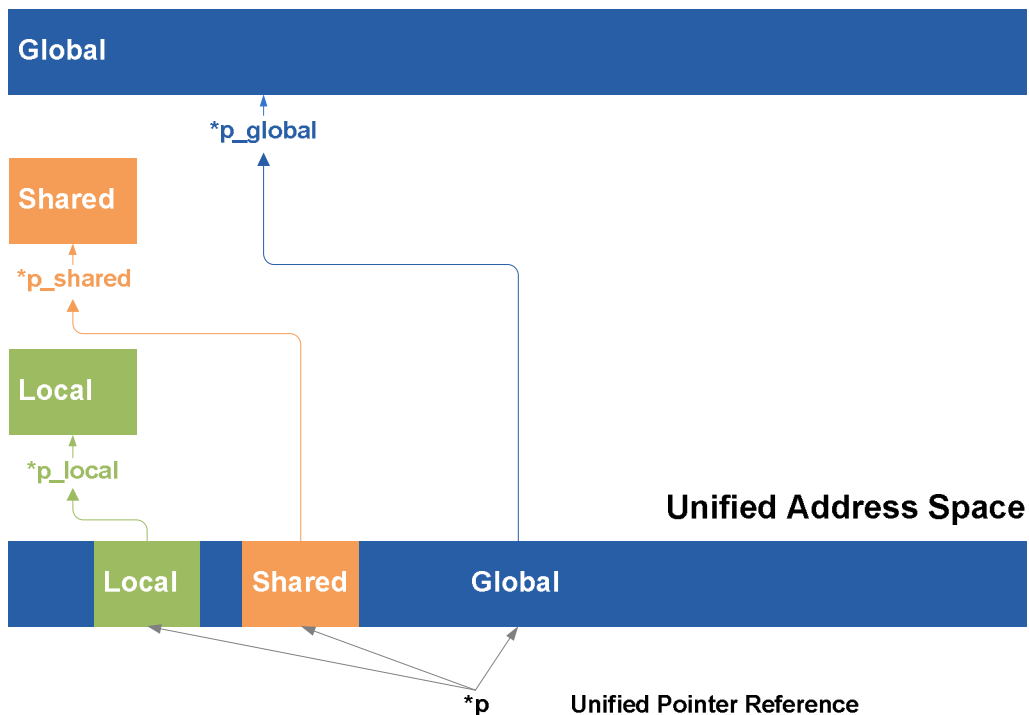 Global
*p_global
Shared
*p_shared
Local
*p_local
Unified Address Space
Local Shared Global
*p Unified Pointer Reference